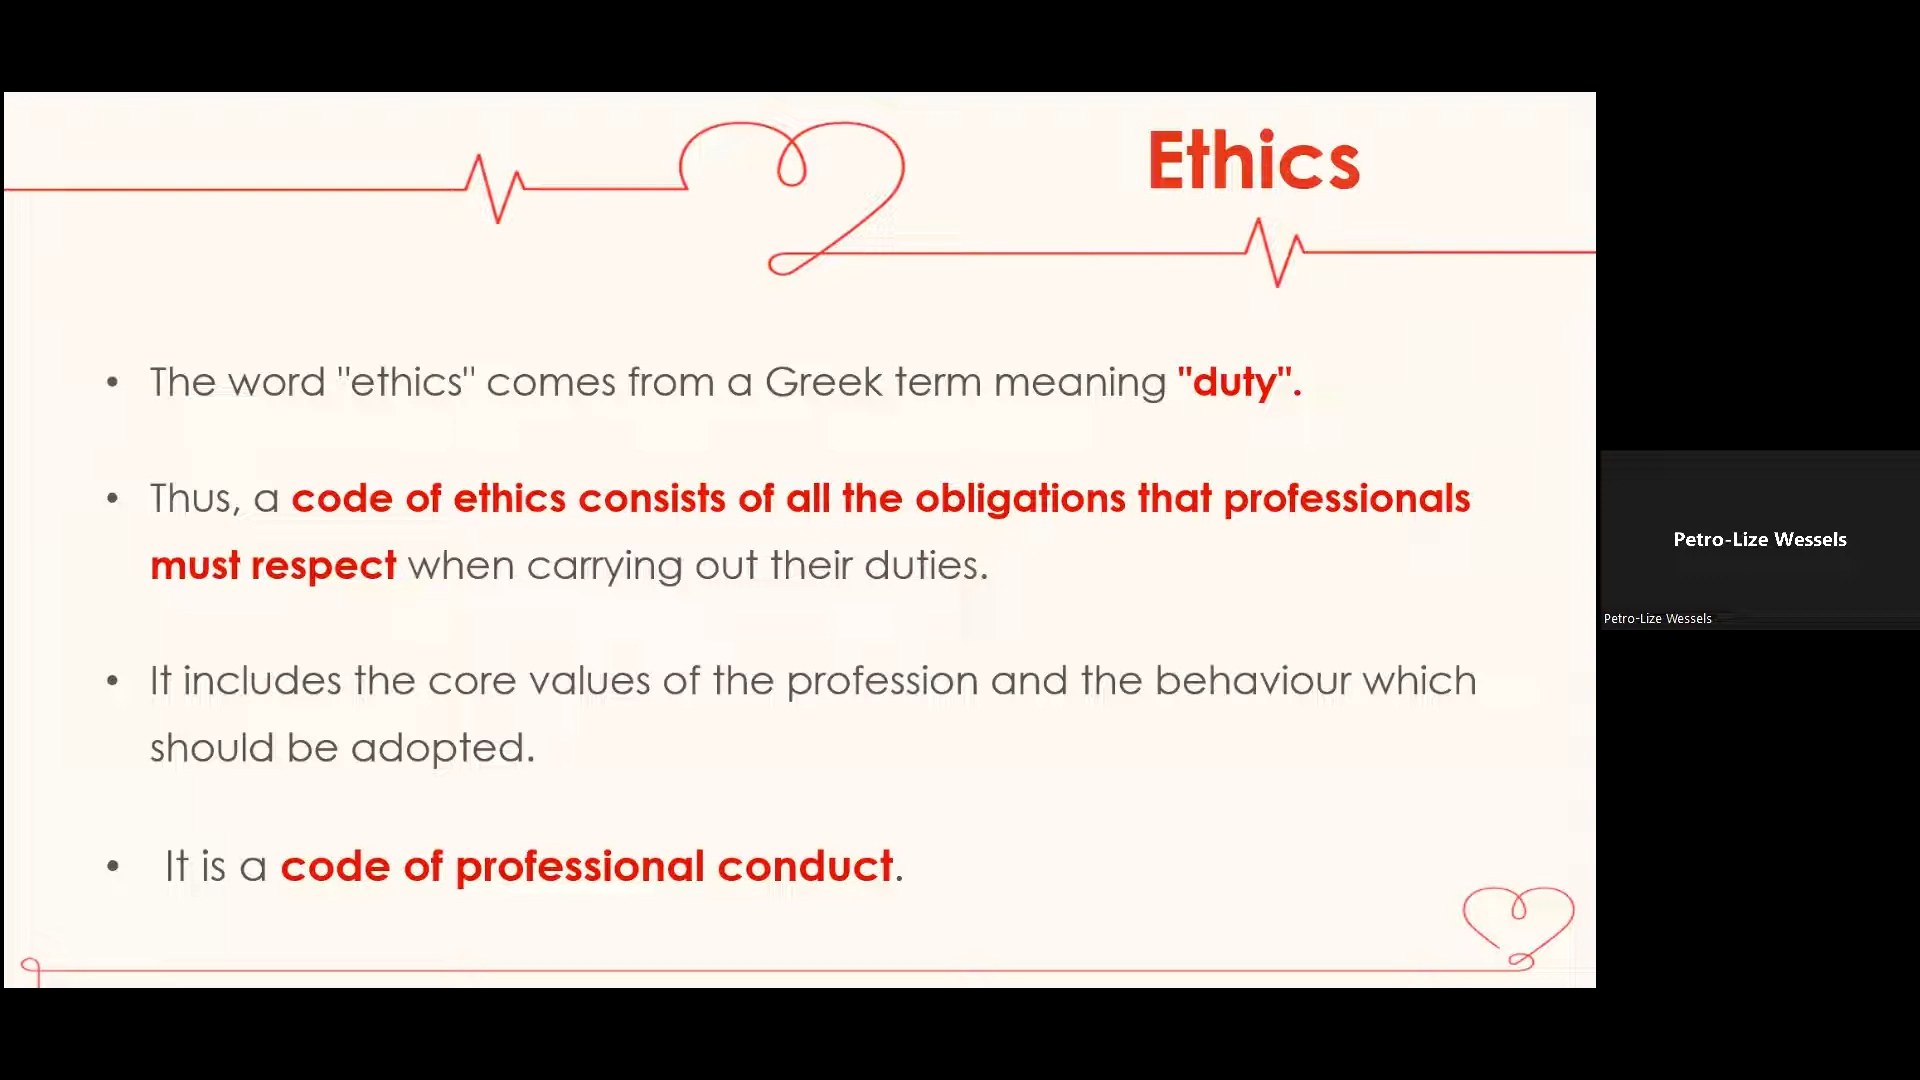 Ethics
• The word "ethics" comes from a Greek term meaning "duty".
• Thus, a code of ethics consists of all the obligations that professionals
must respect when carrying out their duties.
• It includes the core values of the profession and the behaviour which
should be adopted.
• It is a code of professional conduct.
Petro-Lize Wessels
Petro-Lize Wessels